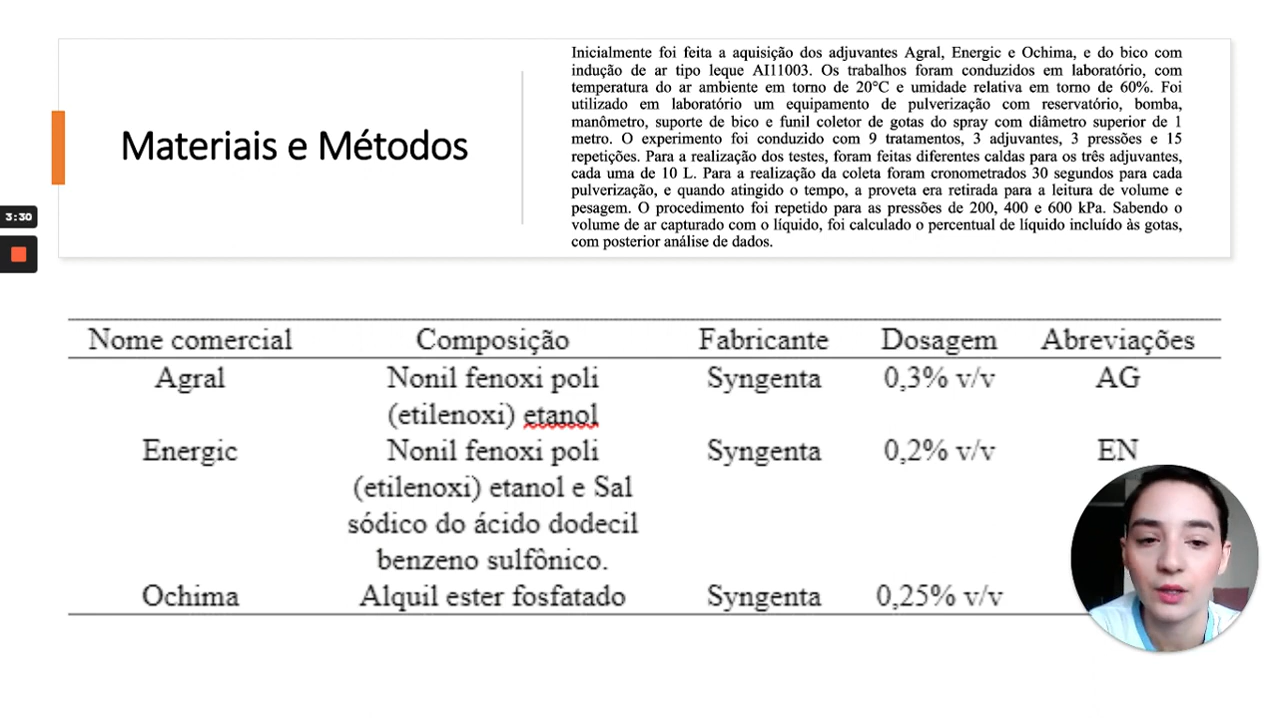 Materiais e Métodos
Inicialmente foi feita a aquisição dos adjuvantes Agral, Energic e Ochima, e do bico com
indução de ar tipo leque AI11003. Os trabalhos foram conduzidos em laboratório, com
temperatura do ar ambiente em torno de 20°C e umidade relativa em torno de 60%. Foi
utilizado em laboratório um equipamento de pulverização com reservatório, bomba,
manômetro, suporte de bico e funil coletor de gotas do spray com diâmetro superior de 1
metro. O experimento foi conduzido com 9 tratamentos, 3 adjuvantes, 3 pressões e 15
repetições. Para a realização dos testes, foram feitas diferentes caldas para os três adjuvantes,
cada uma de 10 L. Para a realização da coleta foram cronometrados 30 segundos para cada
pulverização, e quando atingido o tempo, a proveta era retirada para a leitura de volume e
pesagem. O procedimento foi repetido para as pressões de 200, 400 e 600 kPa. Sabendo o
volume de ar capturado com o líquido, foi calculado o percentual de líquido incluído às gotas,
com posterior análise de dados.
3:30
Nome comercial Composição Fabricante Dosagem Abreviações
Agral Nonil fenoxi poli Syngenta 0,3% v/v AG
(etilenoxi) etanol
Energic Nonil fenoxi poli Syngenta 0,2% v/v EN
(etilenoxi) etanol e Sal
sódico do ácido dodecil
benzeno sulfônico.
Ochima Alquil ester fosfatado Syngenta 0,25% v/v